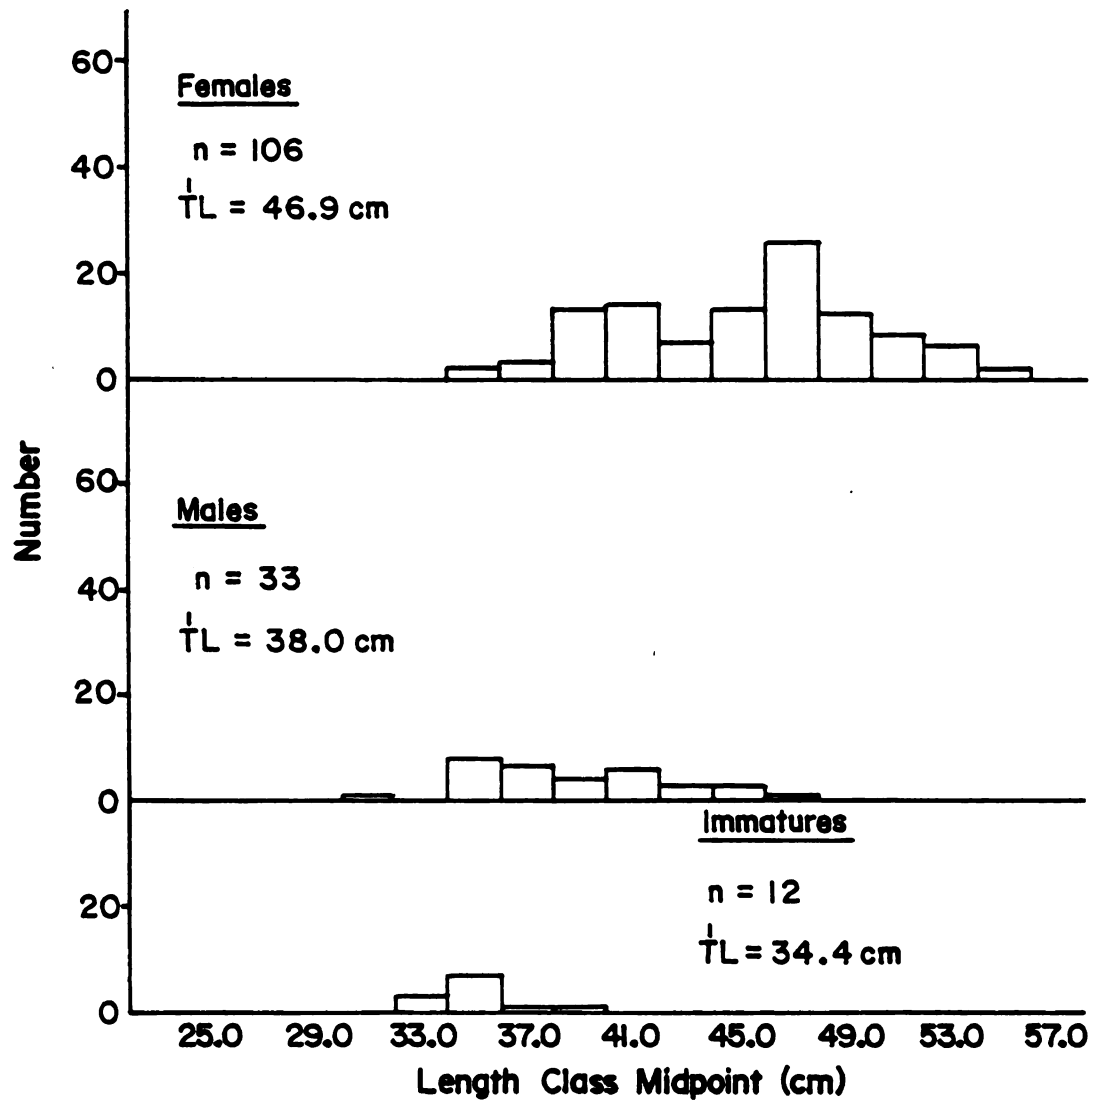 60
Females
n = 106
40
TL = 46.9 cm
20
0
Number
60
Males
n = 33
40
TL = 38.0 cm
20
0
Immatures
n = 12
20
TL = 34.4 cm
0
25.0 29.0 33.0 37.0 41.0 45.0 49.0 53.0 57.0
Length Class Midpoint (cm)